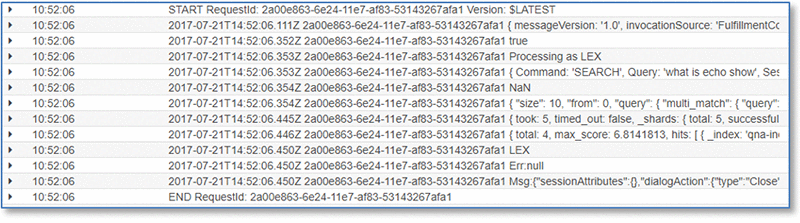 10:52:06 START RequestId: 2a00e863-6e24-11e7-af83-53143267afa1 Version: $LATEST
10:52:06 2017-07-21T14:52:06.111Z 2a00e863-6e24-11e7-af83-53143267afa1 { messageVersion: '1.0', invocationSource: 'FulfillmentCo
10:52:06 2017-07-21T14:52:06.352Z 2a00e863-6e24-11e7-af83-53143267afa1 true
10:52:06 2017-07-21T14:52:06.353Z 2a00e863-6e24-11e7-af83-53143267afa1 Processing as LEX
10:52:06 2017-07-21T14:52:06.353Z 2a00e863-6e24-11e7-af83-53143267afa1 { Command: 'SEARCH', Query: 'what is echo show', Ses
10:52:06 2017-07-21T14:52:06.354Z 2a00e863-6e24-11e7-af83-53143267afa1 NaN
10:52:06 2017-07-21T14:52:06.354Z 2a00e863-6e24-11e7-af83-53143267afa1 { "size": 10, "from": 0, "query": { "multi_match": { "query":
10:52:06 2017-07-21T14:52:06.445Z 2a00e863-6e24-11e7-af83-53143267afa1 { took: 5, timed_out: false, _shards: { total: 5, successful
10:52:06 2017-07-21T14:52:06.446Z 2a00e863-6e24-11e7-af83-53143267afa1 { total: 4, max_score: 6.8141813, hits: [ { _index: 'qna-in
10:52:06 2017-07-21T14:52:06.450Z 2a00e863-6e24-11e7-af83-53143267afa1 LEX
10:52:06 2017-07-21T14:52:06.450Z 2a00e863-6e24-11e7-af83-53143267afa1 Err:null
10:52:06 2017-07-21T14:52:06.450Z 2a00e863-6e24-11e7-af83-53143267afa1 Msg:{"sessionAttributes":{},"dialogAction":{"type":"Close"
10:52:06 END RequestId: 2a00e863-6e24-11e7-af83-53143267afa1